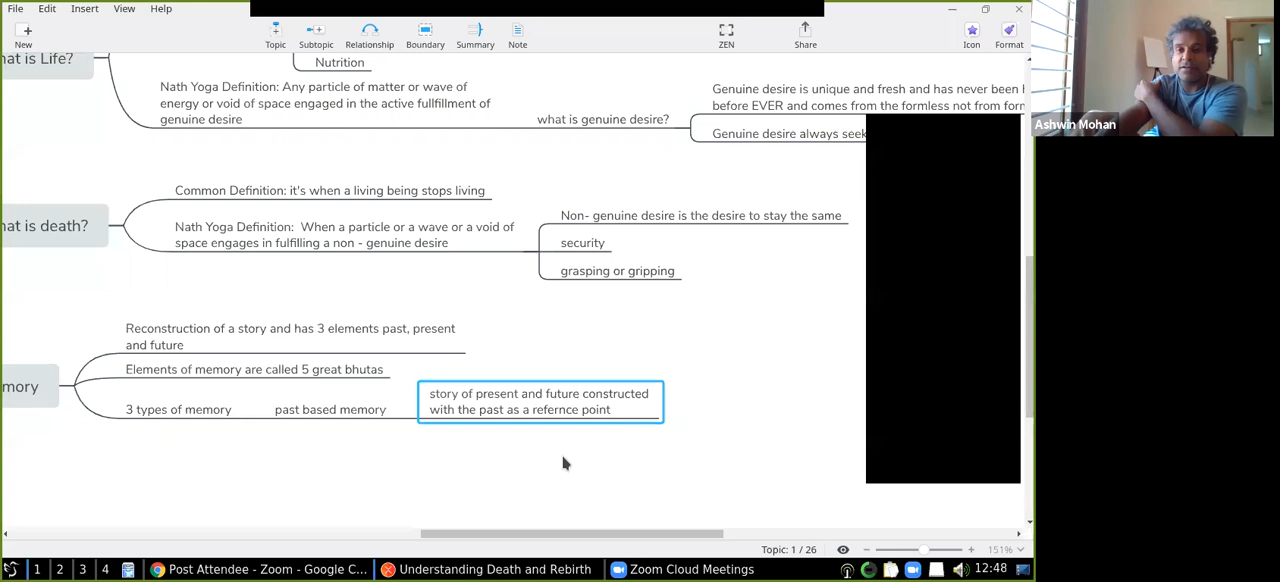 File Edit Insert View Help
New Topic Subtopic Relationship Boundary Summary Note ZEN Share Icon Format
hat is Life?
Nutrition
Nath Yoga Definition: Any particle of matter or wave of
energy or void of space engaged in the active fullfillment of
genuine desire
what is genuine desire?
Genuine desire is unique and fresh and has never been
before EVER and comes from the formless not from
Genuine desire always seek
Ashwin Mohan
hat is death?
Common Definition: it's when a living being stops living
Nath Yoga Definition: When a particle or a wave or a void of
space engages in fulfilling a non - genuine desire
Non- genuine desire is the desire to stay the same
security
grasping or gripping
mory
Reconstruction of a story and has 3 elements past, present
and future
Elements of memory are called 5 great bhutas
3 types of memory
past based memory
story of present and future constructed
with the past as a refernce point
Topic: 1 / 26 151%
1 2 3 4 Post Attendee - Zoom - Google C... Understanding Death and Rebirth Zoom Cloud Meetings 12:48